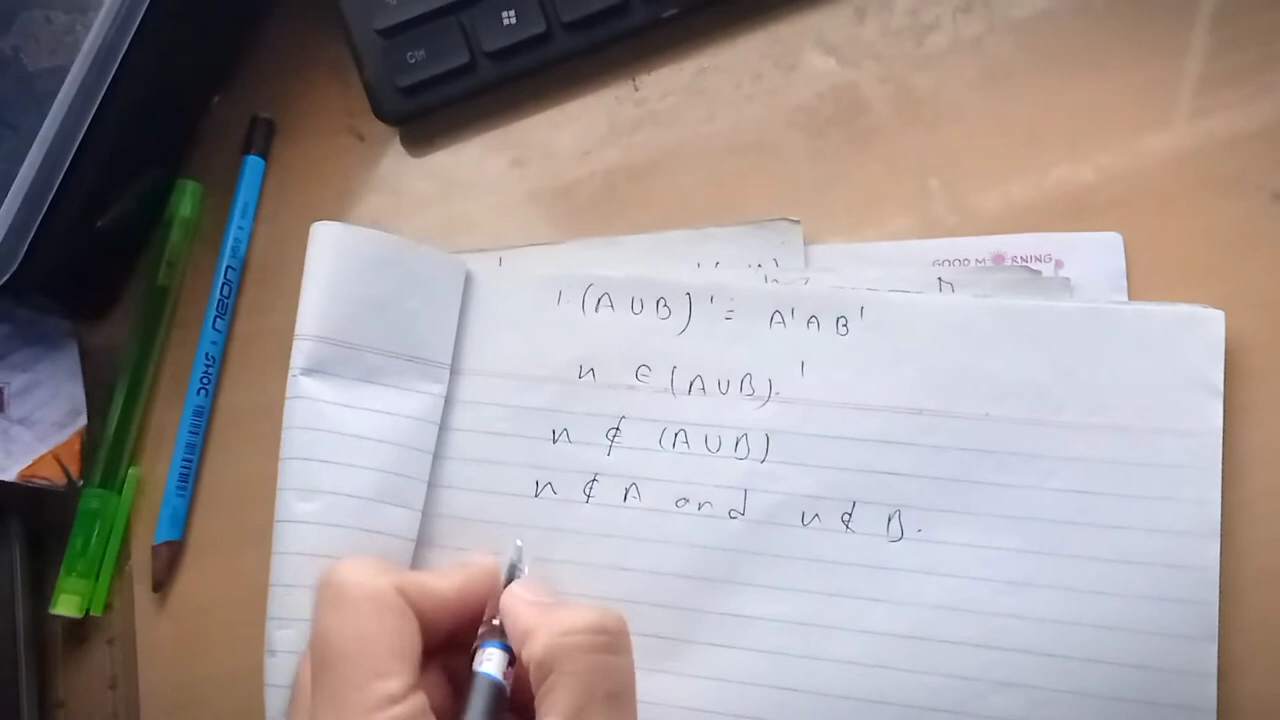 Ctrl
GOOD MORNING
1. (A ∪ B)' = A' A B'
n ∈ (A ∪ B).'
n ∉ (A ∪ B)
n ∉ A and n ∉ B.
DOMS neon